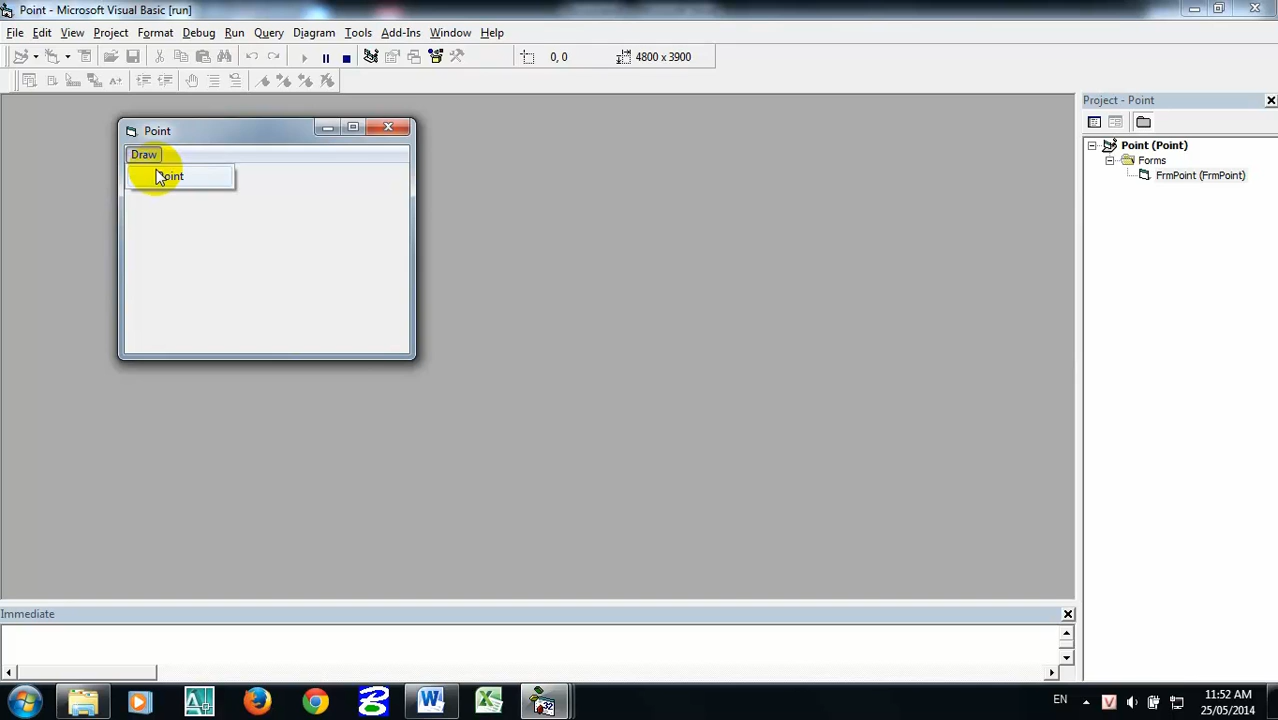 Point - Microsoft Visual Basic [run]
File Edit View Project Format Debug Run Query Diagram Tools Add-Ins Window Help
0, 0 4800 x 3900
Project - Point
Point
Draw
Point
Point (Point)
Forms
FrmPoint (FrmPoint)
Immediate
EN
11:52 AM
25/05/2014